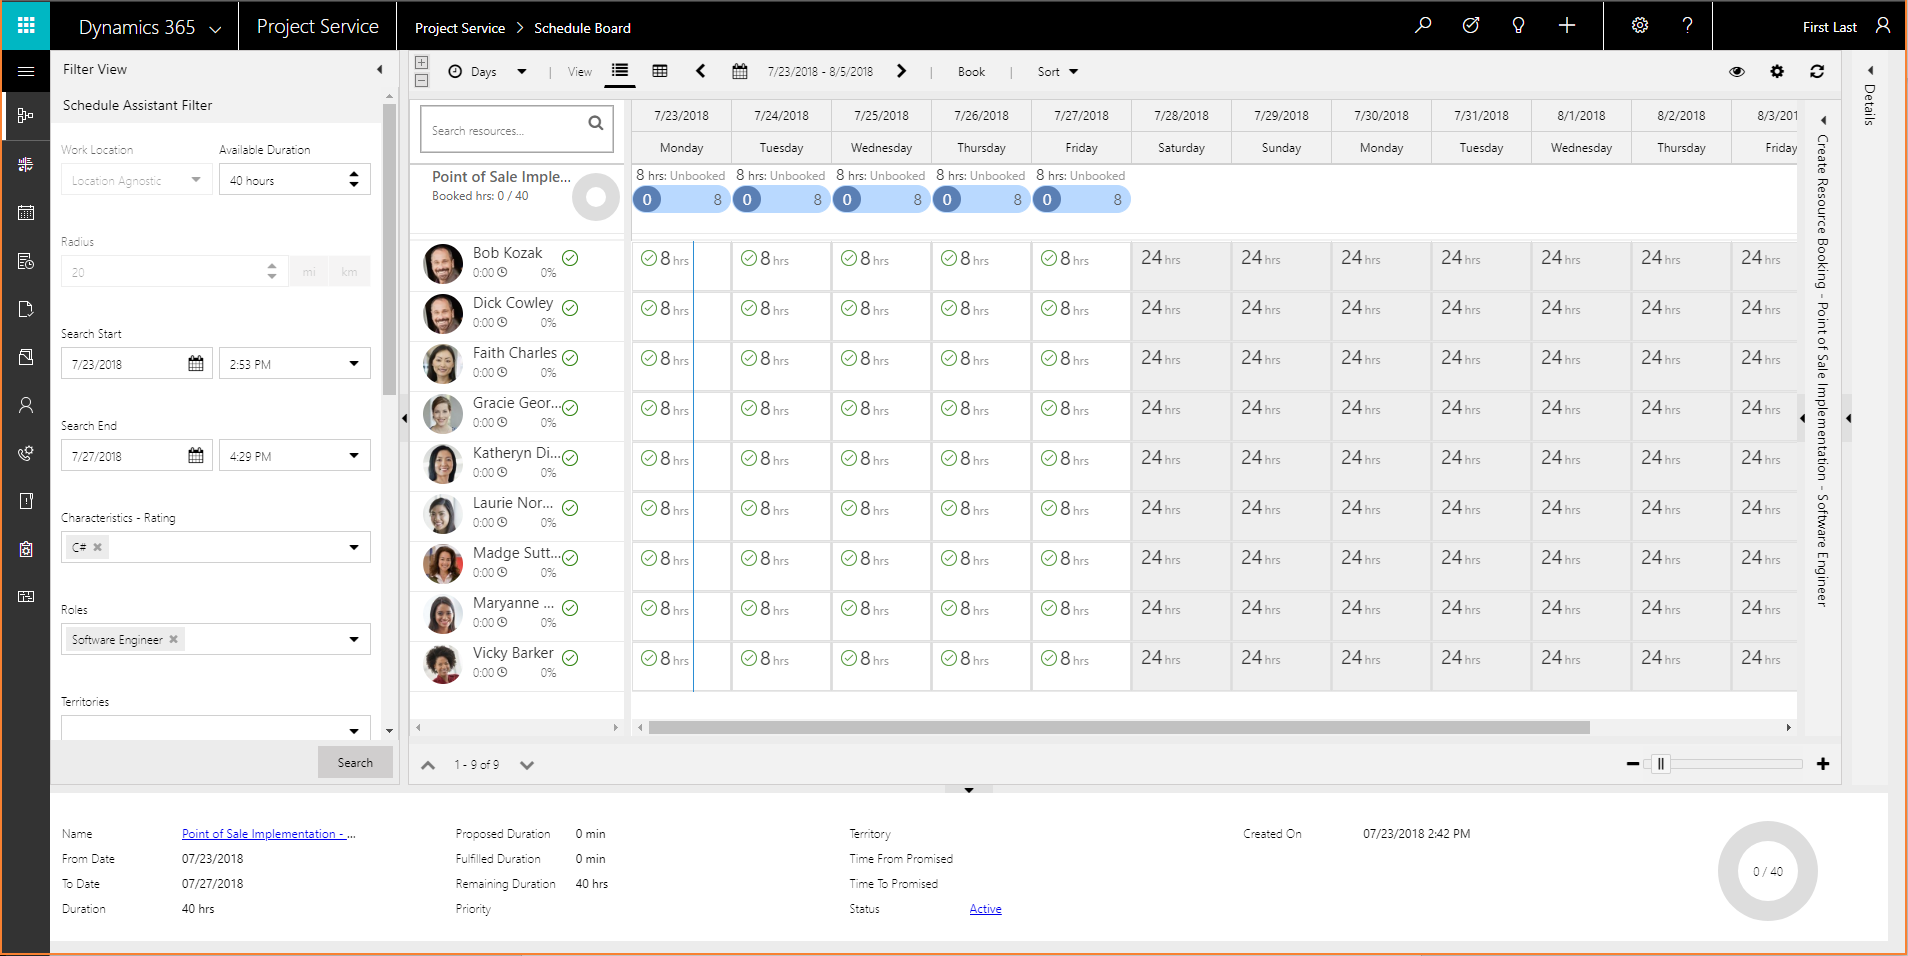 Dynamics 365
Project Service
Project Service > Schedule Board
First Last
Filter View
Schedule Assistant Filter
Work Location
Available Duration
Location Agnostic
40 hours
Radius
20
mi
km
Search Start
7/23/2018
2:53 PM
Search End
7/27/2018
4:29 PM
Characteristics - Rating
C#
Roles
Software Engineer
Territories
Search
Days
View
7/23/2018 - 8/5/2018
Book
Sort
Search resources...
7/23/2018 7/24/2018 7/25/2018 7/26/2018 7/27/2018 7/28/2018 7/29/2018 7/30/2018 7/31/2018 8/1/2018 8/2/2018 8/3/201
Monday Tuesday Wednesday Thursday Friday Saturday Sunday Monday Tuesday Wednesday Thursday Friday
Point of Sale Imple...
Booked hrs: 0 / 40
8 hrs: Unbooked 8 hrs: Unbooked 8 hrs: Unbooked 8 hrs: Unbooked 8 hrs: Unbooked
0 8 0 8 0 8 0 8 0 8
Bob Kozak
0:00 0%
8 hrs 8 hrs 8 hrs 8 hrs 8 hrs 24 hrs 24 hrs 24 hrs 24 hrs 24 hrs 24 hrs 24 hrs
Dick Cowley
0:00 0%
8 hrs 8 hrs 8 hrs 8 hrs 8 hrs 24 hrs 24 hrs 24 hrs 24 hrs 24 hrs 24 hrs 24 hrs
Faith Charles
0:00 0%
8 hrs 8 hrs 8 hrs 8 hrs 8 hrs 24 hrs 24 hrs 24 hrs 24 hrs 24 hrs 24 hrs 24 hrs
Gracie Geor...
0:00 0%
8 hrs 8 hrs 8 hrs 8 hrs 8 hrs 24 hrs 24 hrs 24 hrs 24 hrs 24 hrs 24 hrs 24 hrs
Katheryn Di...
0:00 0%
8 hrs 8 hrs 8 hrs 8 hrs 8 hrs 24 hrs 24 hrs 24 hrs 24 hrs 24 hrs 24 hrs 24 hrs
Laurie Nor...
0:00 0%
8 hrs 8 hrs 8 hrs 8 hrs 8 hrs 24 hrs 24 hrs 24 hrs 24 hrs 24 hrs 24 hrs 24 hrs
Madge Sutt...
0:00 0%
8 hrs 8 hrs 8 hrs 8 hrs 8 hrs 24 hrs 24 hrs 24 hrs 24 hrs 24 hrs 24 hrs 24 hrs
Maryanne ...
0:00 0%
8 hrs 8 hrs 8 hrs 8 hrs 8 hrs 24 hrs 24 hrs 24 hrs 24 hrs 24 hrs 24 hrs 24 hrs
Vicky Barker
0:00 0%
8 hrs 8 hrs 8 hrs 8 hrs 8 hrs 24 hrs 24 hrs 24 hrs 24 hrs 24 hrs 24 hrs 24 hrs
1 - 9 of 9
Create Resource Booking - Point of Sale Implementation - Software Engineer
Details
Name Point of Sale Implementation - ...
From Date 07/23/2018
To Date 07/27/2018
Duration 40 hrs
Proposed Duration 0 min
Fulfilled Duration 0 min
Remaining Duration 40 hrs
Priority
Territory
Time From Promised
Time To Promised
Status Active
Created On 07/23/2018 2:42 PM
0 / 40